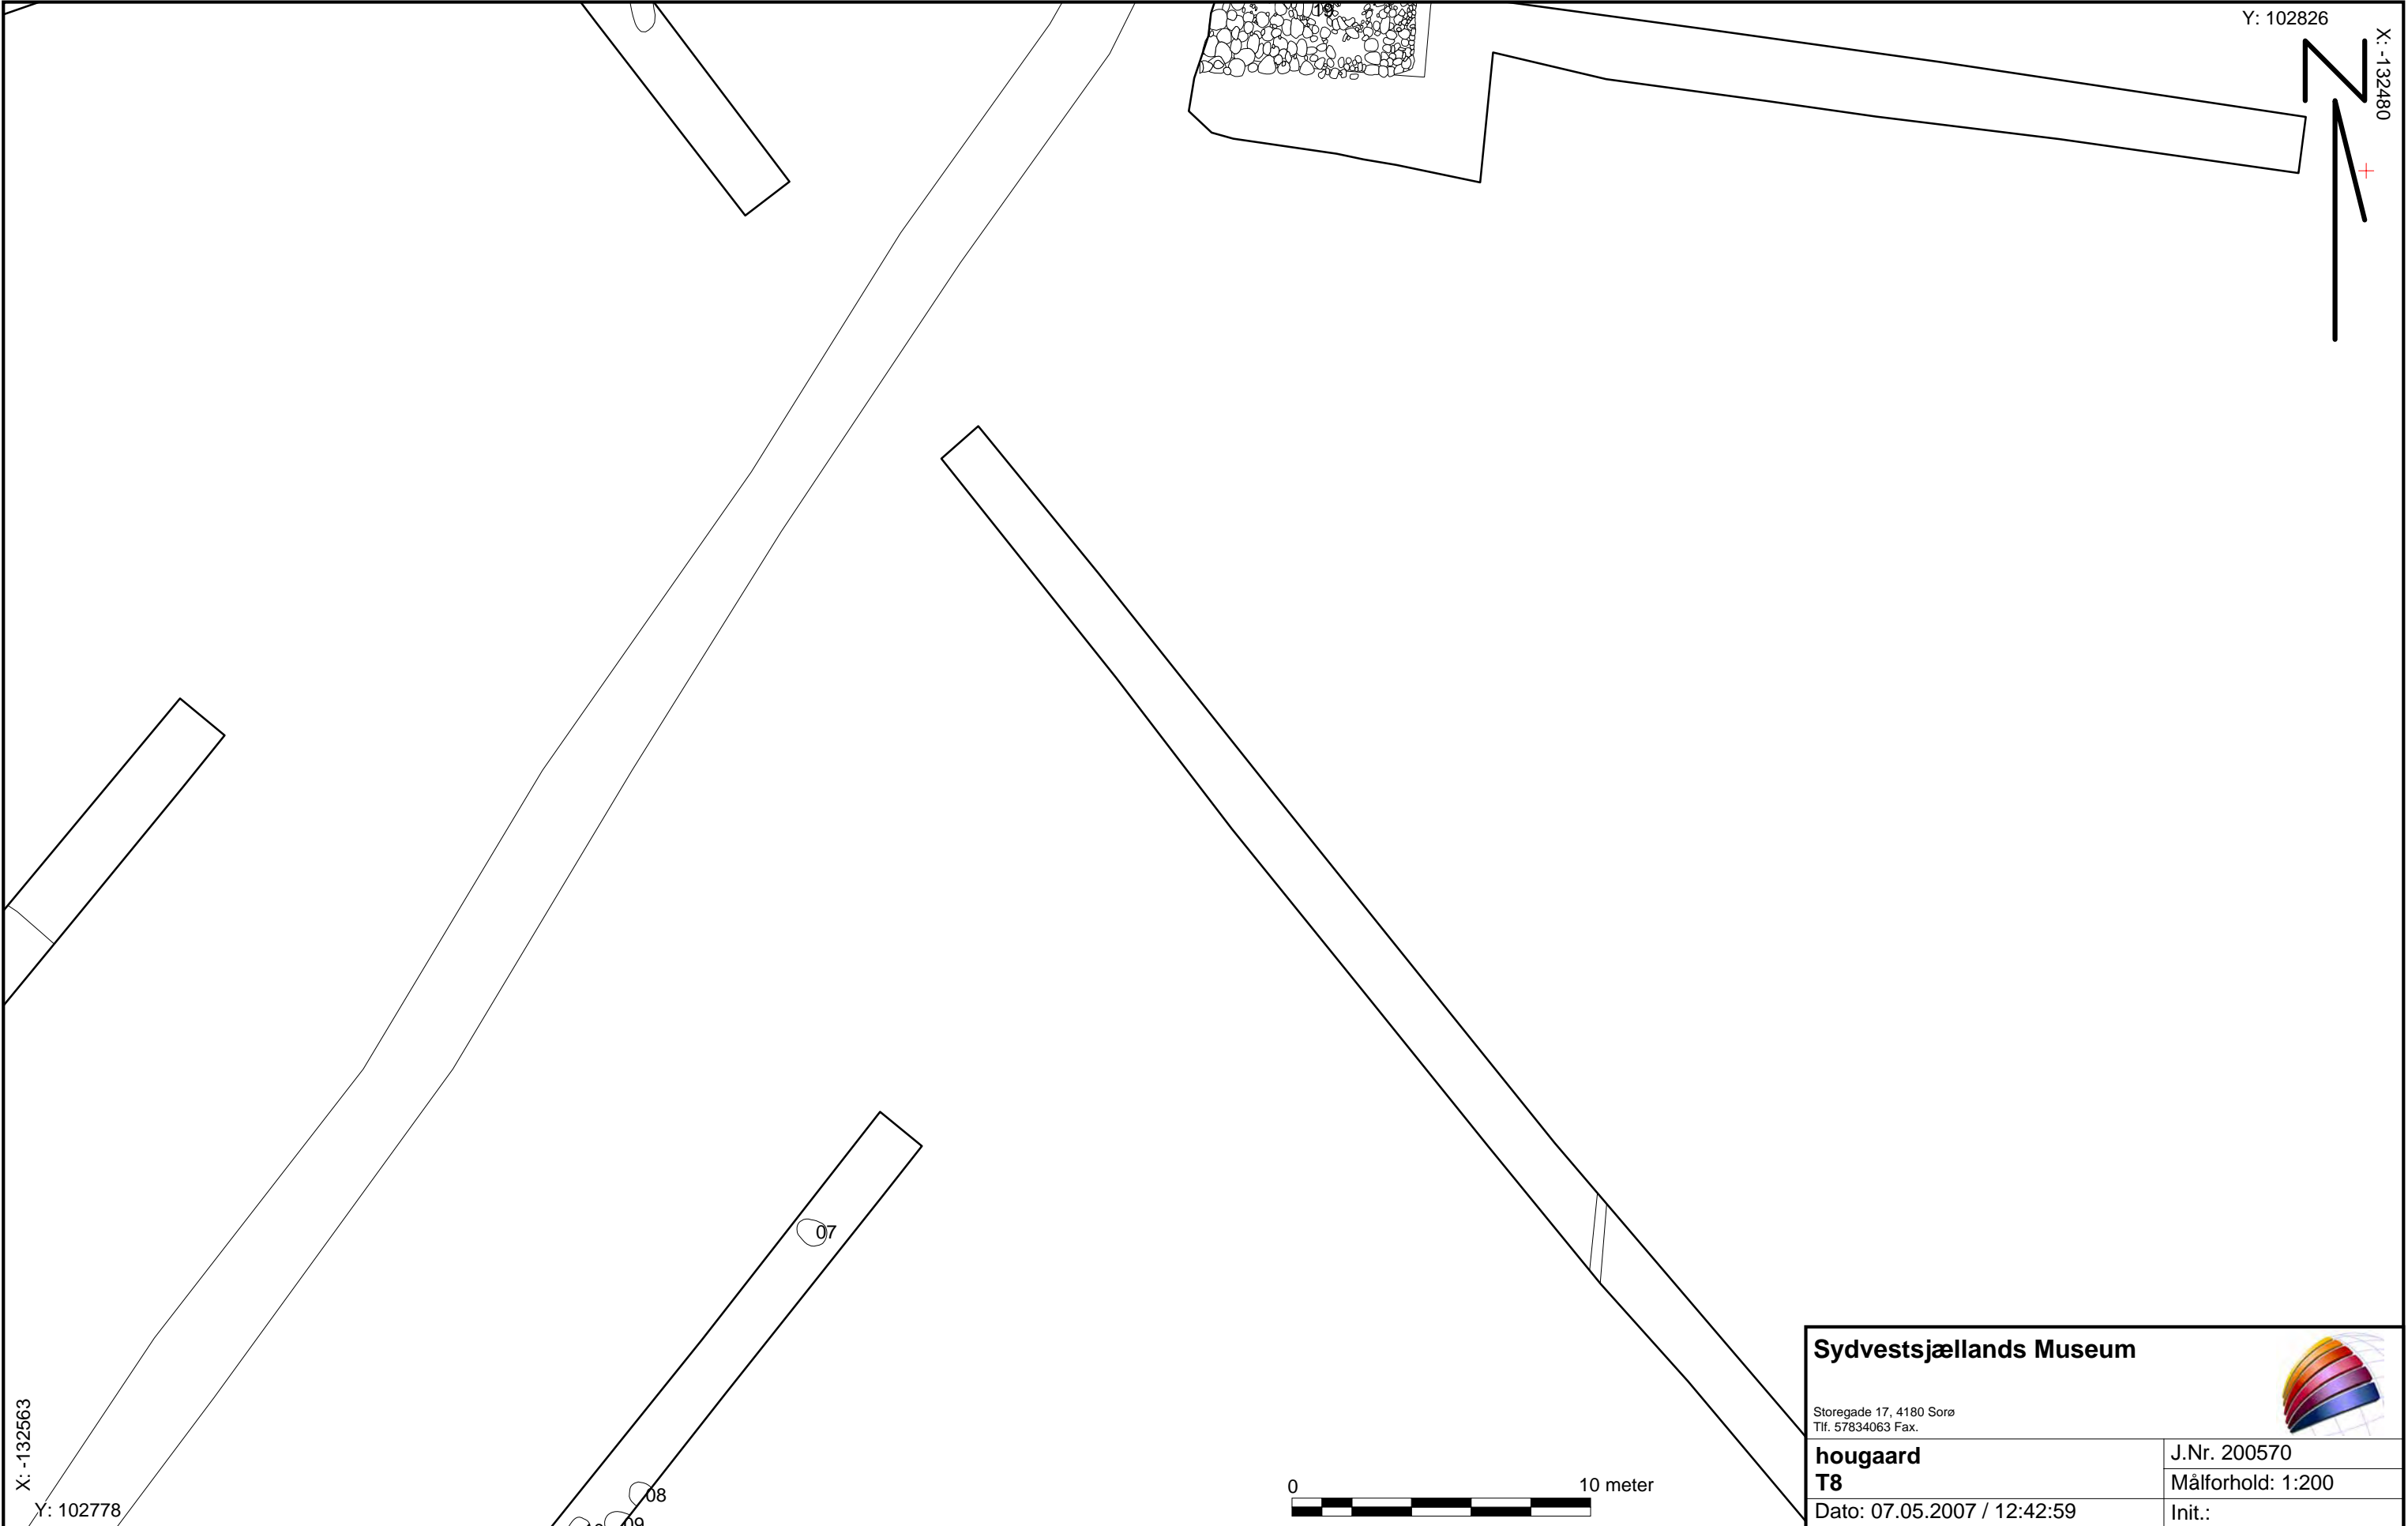 19
Y: 102826
X: -132480
07
08
09
X: -132563
Y: 102778
0 10 meter
Sydvestsjællands Museum
Storegade 17, 4180 Sorø
Tlf. 57834063 Fax.
hougaard
T8
J.Nr. 200570
Målforhold: 1:200
Dato: 07.05.2007 / 12:42:59
Init.: